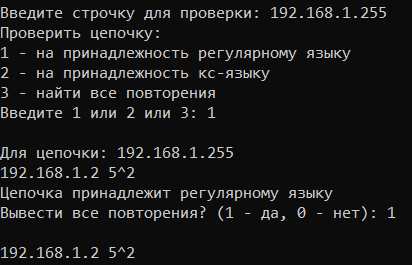 Введите строчку для проверки: 192.168.1.255
Проверить цепочку:
1 - на принадлежность регулярному языку
2 - на принадлежность кс-языку
3 - найти все повторения
Введите 1 или 2 или 3: 1
Для цепочки: 192.168.1.255
192.168.1.2 5^2
Цепочка принадлежит регулярному языку
Вывести все повторения? (1 - да, 0 - нет): 1
192.168.1.2 5^2